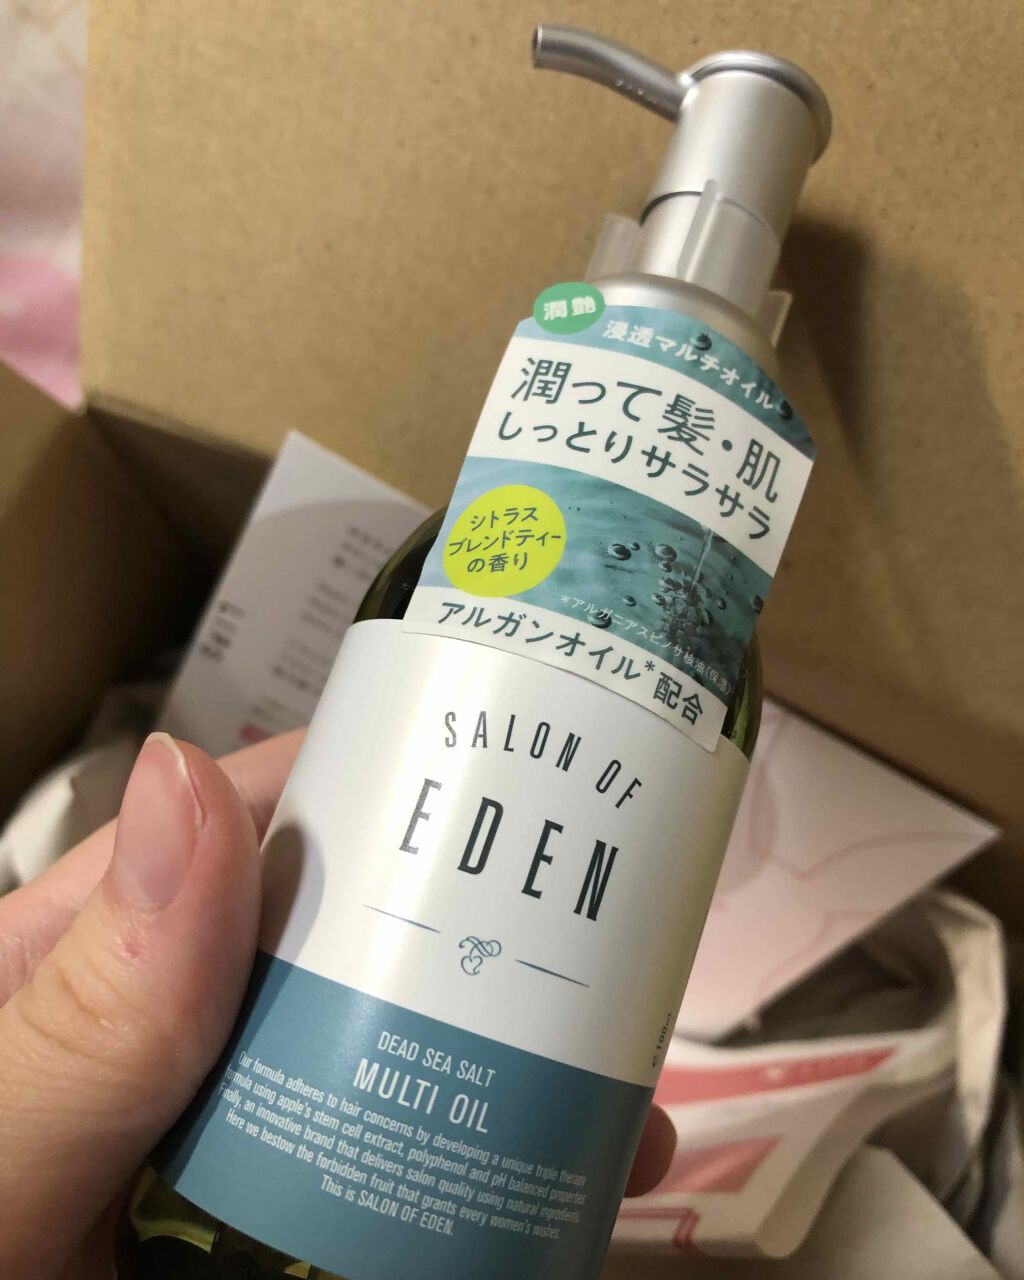 潤艶
浸透マルチオイル
潤って髪・肌
しっとりサラサラ
シトラス
ブレンドティー
の香り
*アルガニアスピノサ核油(保湿)
アルガンオイル*配合
SALON OF
EDEN
DEAD SEA SALT
MULTI OIL
Our formula adheres to hair concerns by developing a unique triple therapy
formula using apple's stem cell extract, polyphenol and pH balanced properties
Finally, an innovative brand that delivers salon quality using natural ingredients.
Here we bestow the forbidden fruit that grants every women's wishes.
This is SALON OF EDEN.
℮100mL
LIPS